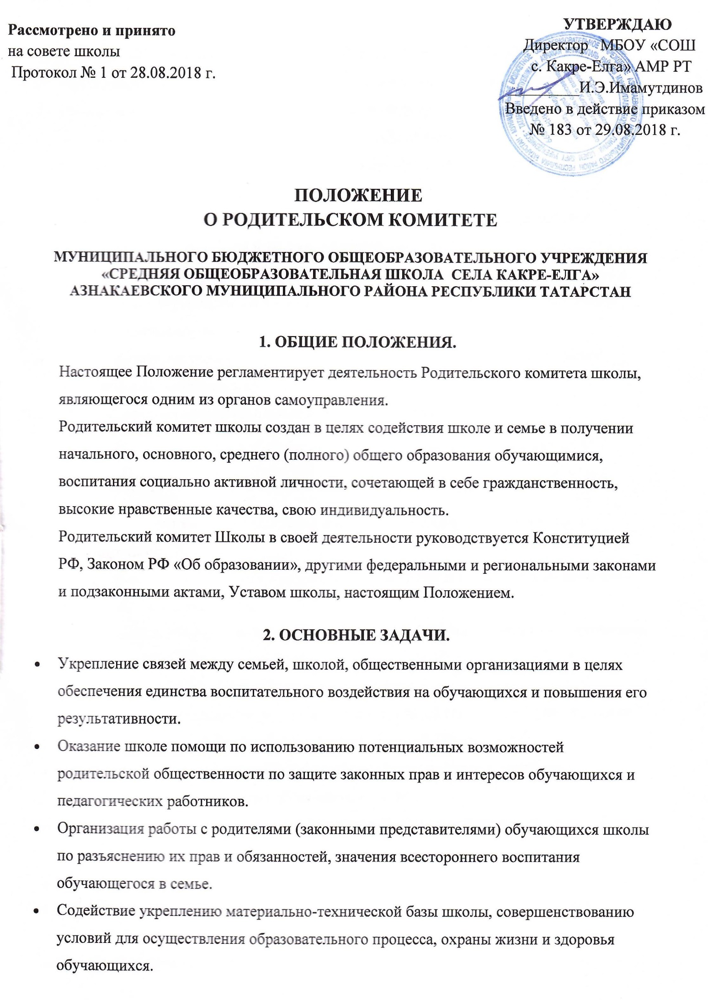 Рассмотрено и принято
на совете школы
Протокол № 1 от 28.08.2018 г.
УТВЕРЖДАЮ
Директор МБОУ «СОШ
с. Какре-Елга» АМР РТ
__________И.Э.Имамутдинов
Введено в действие приказом
№ 183 от 29.08.2018 г.
ПОЛОЖЕНИЕ
О РОДИТЕЛЬСКОМ КОМИТЕТЕ
МУНИЦИПАЛЬНОГО БЮДЖЕТНОГО ОБЩЕОБРАЗОВАТЕЛЬНОГО УЧРЕЖДЕНИЯ
«СРЕДНЯЯ ОБЩЕОБРАЗОВАТЕЛЬНАЯ ШКОЛА СЕЛА КАКРЕ-ЕЛГА»
АЗНАКАЕВСКОГО МУНИЦИПАЛЬНОГО РАЙОНА РЕСПУБЛИКИ ТАТАРСТАН
1. ОБЩИЕ ПОЛОЖЕНИЯ.
Настоящее Положение регламентирует деятельность Родительского комитета школы,
являющегося одним из органов самоуправления.
Родительский комитет школы создан в целях содействия школе и семье в получении
начального, основного, среднего (полного) общего образования обучающимися,
воспитания социально активной личности, сочетающей в себе гражданственность,
высокие нравственные качества, свою индивидуальность.
Родительский комитет Школы в своей деятельности руководствуется Конституцией
РФ, Законом РФ «Об образовании», другими федеральными и региональными законами
и подзаконными актами, Уставом школы, настоящим Положением.
2. ОСНОВНЫЕ ЗАДАЧИ.
• Укрепление связей между семьей, школой, общественными организациями в целях
обеспечения единства воспитательного воздействия на обучающихся и повышения его
результативности.
• Оказание школе помощи по использованию потенциальных возможностей
родительской общественности по защите законных прав и интересов обучающихся и
педагогических работников.
• Организация работы с родителями (законными представителями) обучающихся школы
по разъяснению их прав и обязанностей, значения всестороннего воспитания
обучающегося в семье.
• Содействие укреплению материально-технической базы школы, совершенствованию
условий для осуществления образовательного процесса, охраны жизни и здоровья
обучающихся.